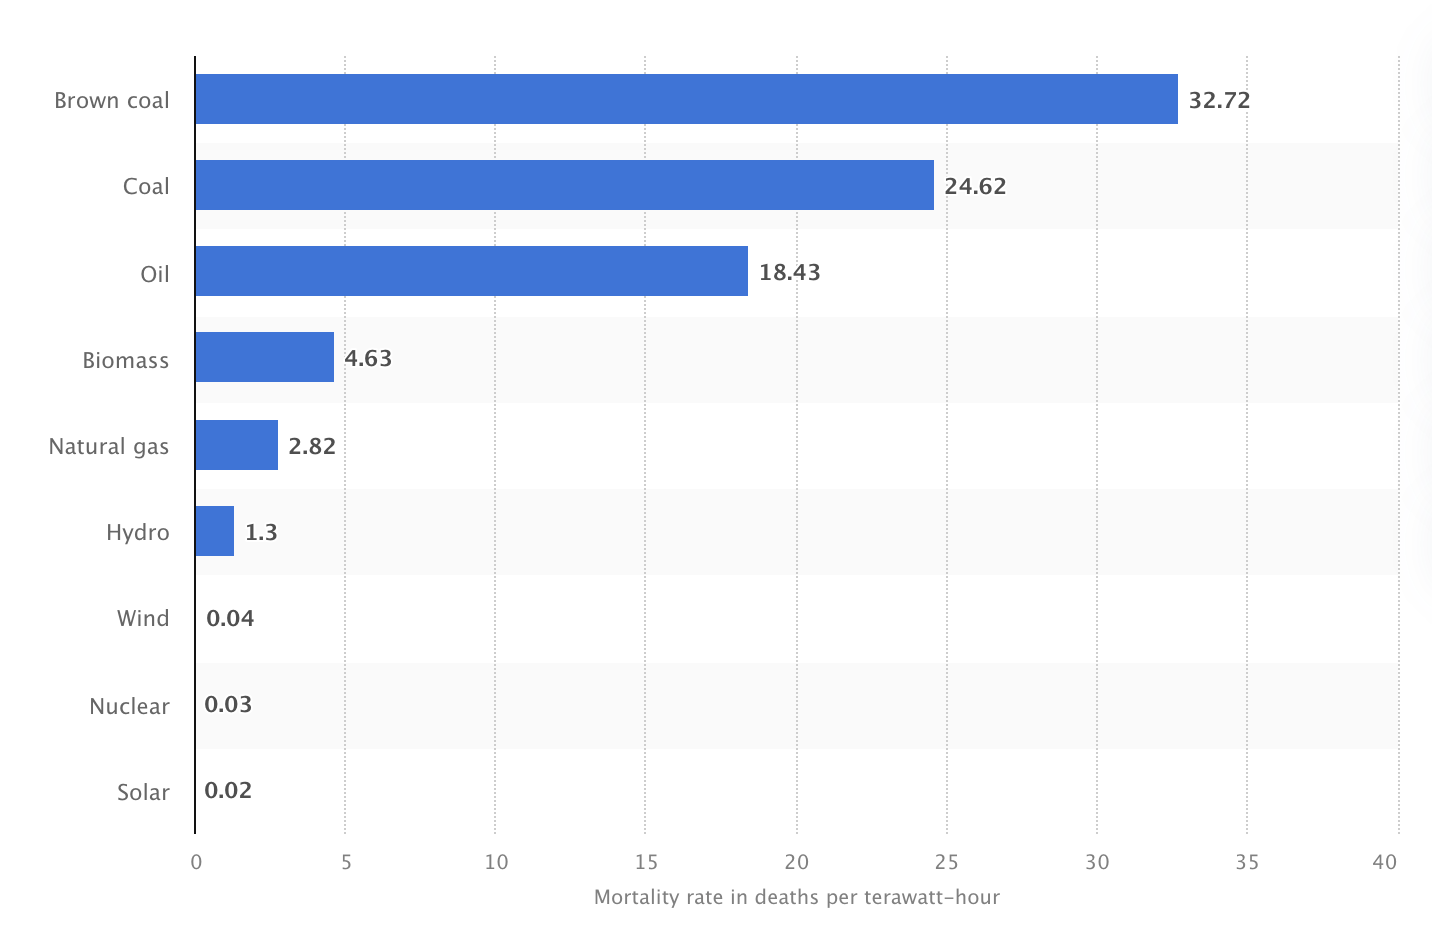 Brown coal 32.72
Coal 24.62
Oil 18.43
Biomass 4.63
Natural gas 2.82
Hydro 1.3
Wind 0.04
Nuclear 0.03
Solar 0.02
0 5 10 15 20 25 30 35 40
Mortality rate in deaths per terawatt-hour